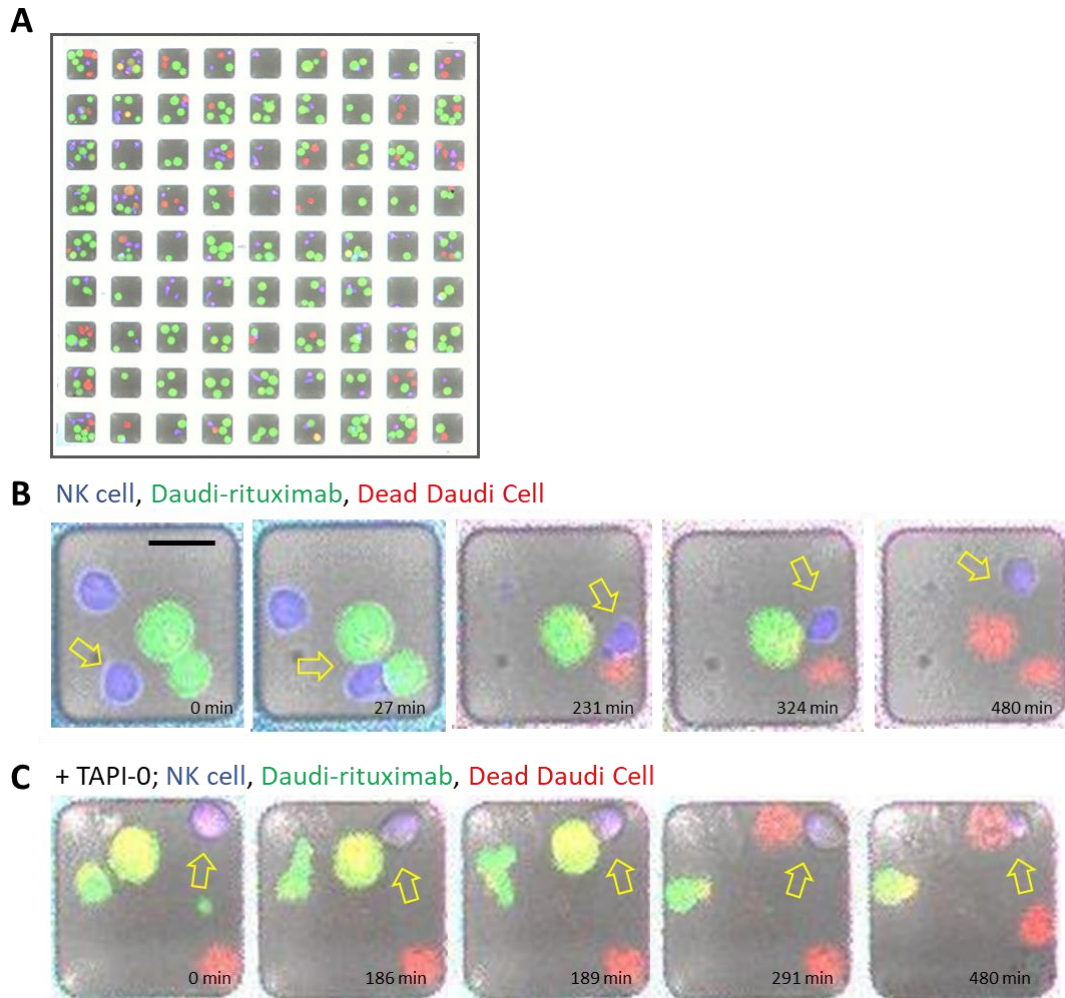 A
B NK cell, Daudi-rituximab, Dead Daudi Cell
0 min 27 min 231 min 324 min 480 min
C + TAPI-0; NK cell, Daudi-rituximab, Dead Daudi Cell
0 min 186 min 189 min 291 min 480 min